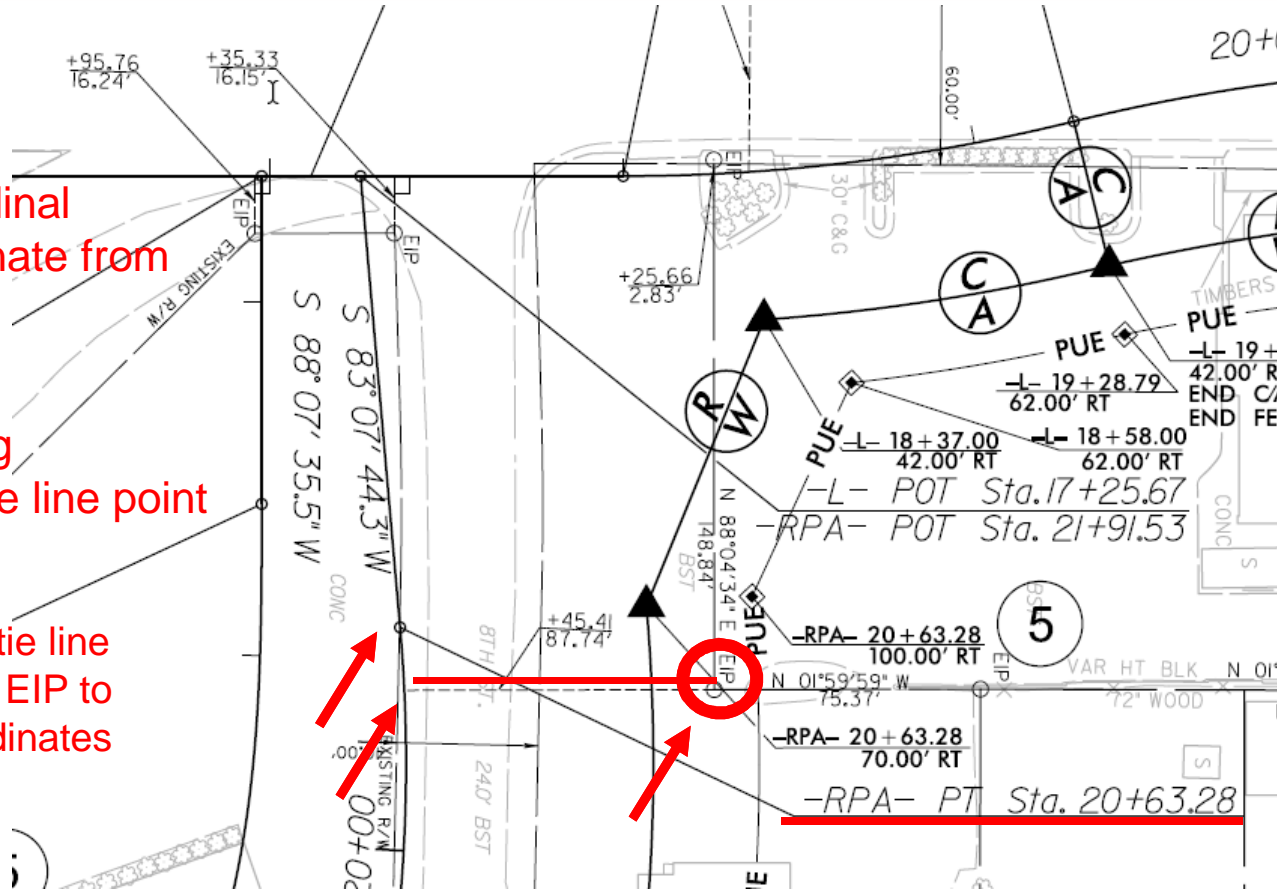 20+
+95.76
16.24'
+35.33
16.15'
60.00'
EIP
30" C&G
C
A
EIP
EIP
EXISTING R/W
+25.66
2.83'
C
A
TIMBERS
PUE
PUE
-L- 19+
42.00' R
END C/
END FE
-L- 19+28.79
62.00' RT
R
W
PUE
-L- 18+37.00
42.00' RT
-L- 18+58.00
62.00' RT
S 83°07'44.3" W
S 88°07'35.5" W
-L- POT Sta. 17+25.67
-RPA- POT Sta. 21+91.53
N 88°04'34" E
148.84'
BST
CONC
S
CONC
8TH ST.
+45.41
87.74'
PUE
EIP
-RPA- 20+63.28
100.00' RT
5
BST
EIP
VAR HT BLK
72" WOOD
N 01°
N 01°59'59" W
75.37'
-RPA- 20+63.28
70.00' RT
S
-RPA- PT Sta. 20+63.28
EXISTING R/W
24.0' BST
inal
nate from
g
e line point
tie line
EIP to
dinates